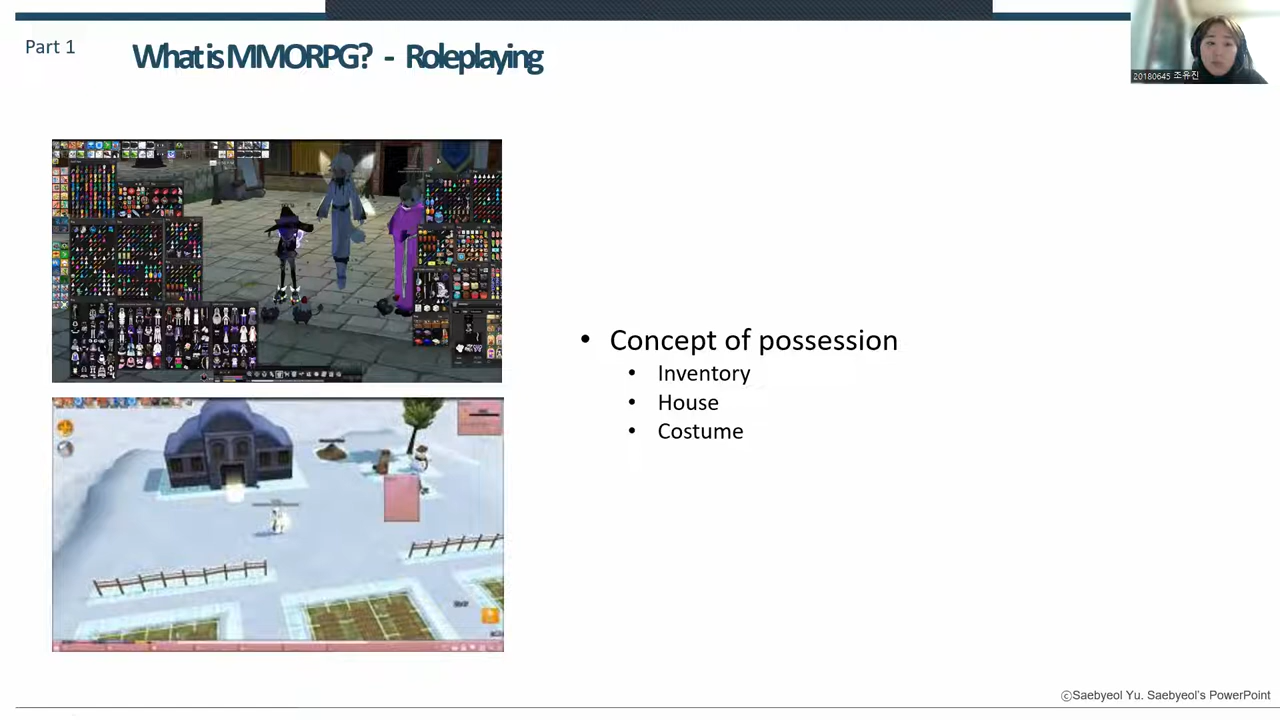 Part 1
What is MMORPG? - Roleplaying
20180645 조유진
• Concept of possession
• Inventory
• House
• Costume
ⓒSaebyeol Yu. Saebyeol's PowerPoint